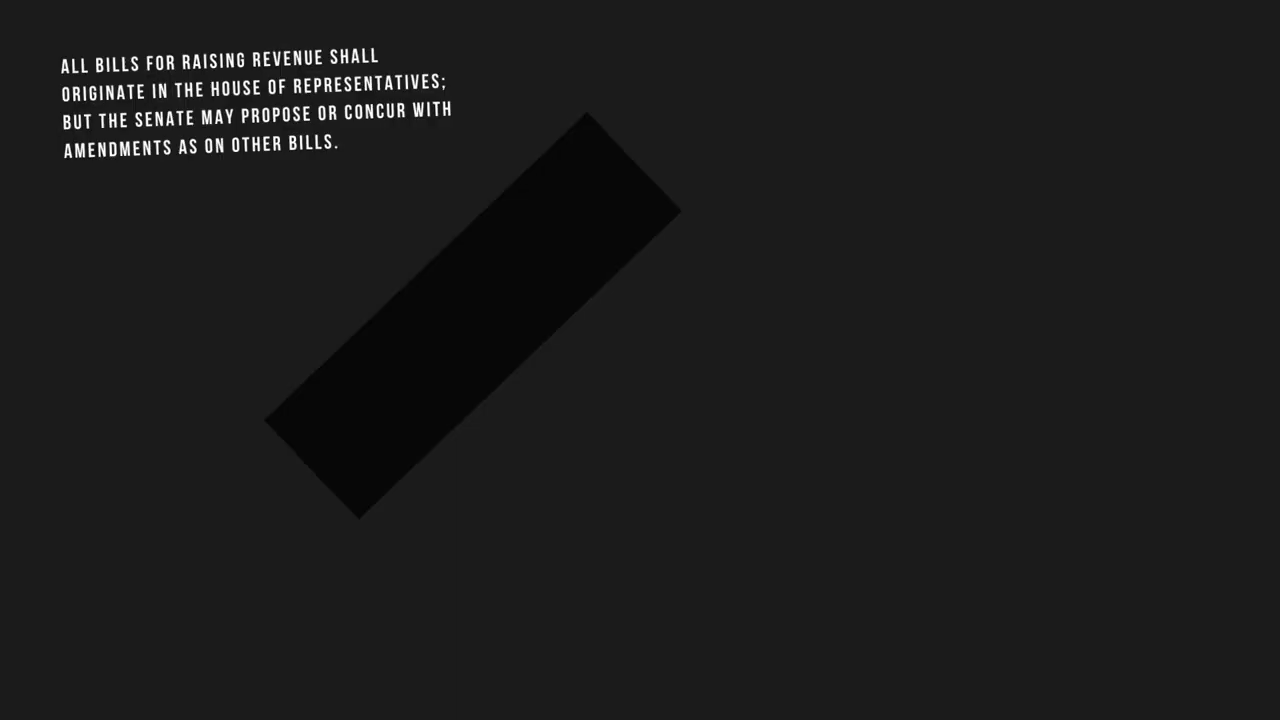 ALL BILLS FOR RAISING REVENUE SHALL
ORIGINATE IN THE HOUSE OF REPRESENTATIVES;
BUT THE SENATE MAY PROPOSE OR CONCUR WITH
AMENDMENTS AS ON OTHER BILLS.